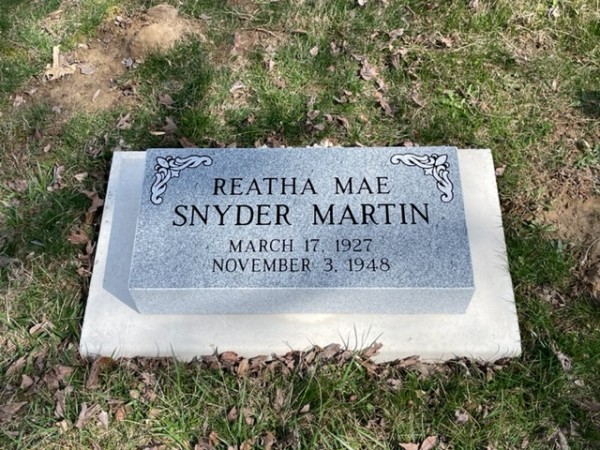 REATHA MAE
SNYDER MARTIN
MARCH 17, 1927
NOVEMBER 3, 1948